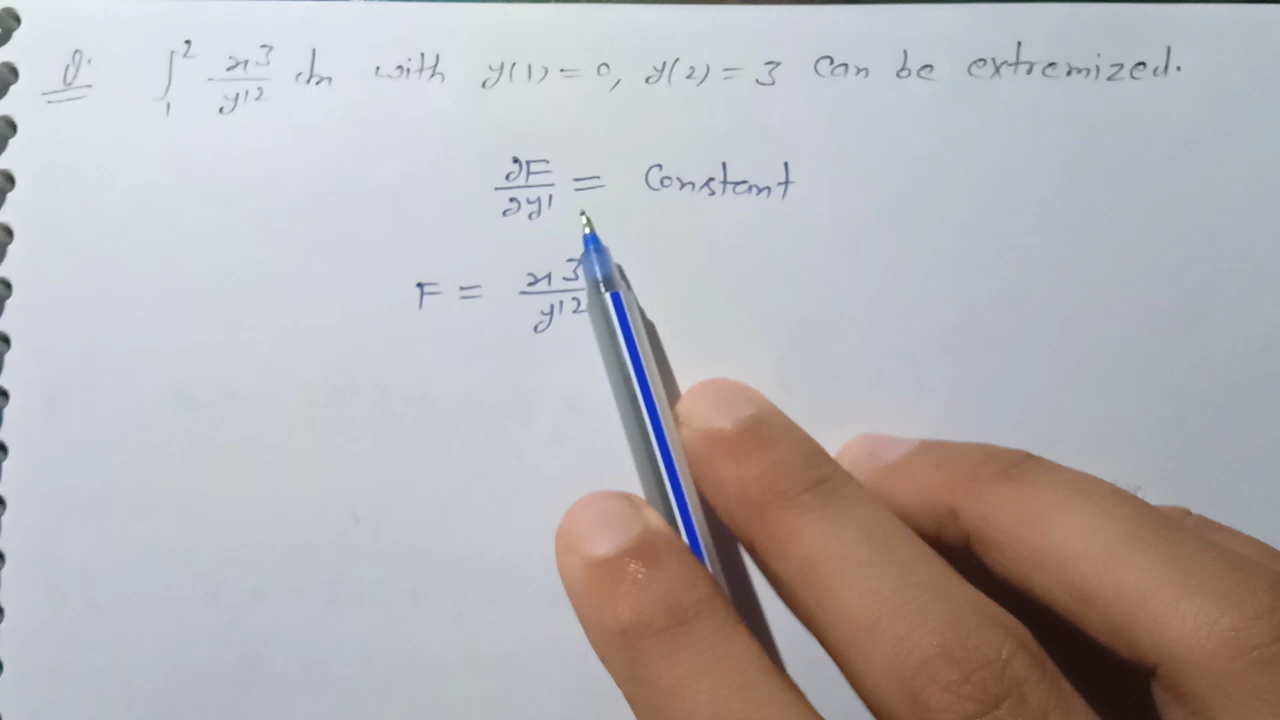 Q. ∫₁² x³/y'² dx with y(1) = 0, y(2) = 3 can be extremized.
∂F/∂y' = Constant
F = x³/y'²